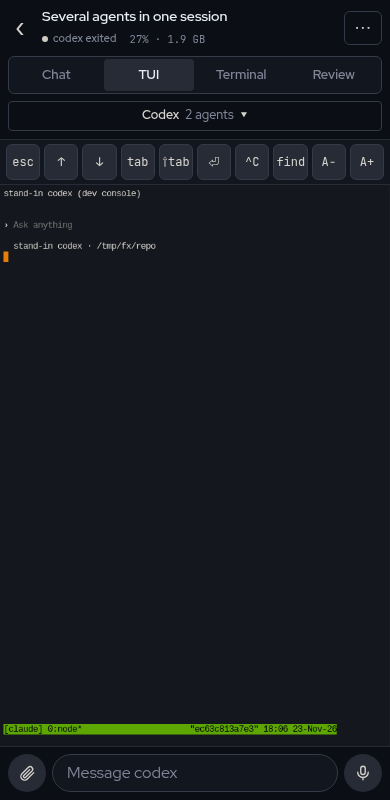 Several agents in one session
codex exited 27% · 1.9 GB
Chat TUI Terminal Review
Codex 2 agents ▾
esc ↑ ↓ tab ⇧tab ⏎ ^C find A- A+
stand-in codex (dev console)
› Ask anything
stand-in codex · /tmp/fx/repo
[claude] 0:node* "ec63c813a7e3" 18:06 23-Nov-26
Message codex